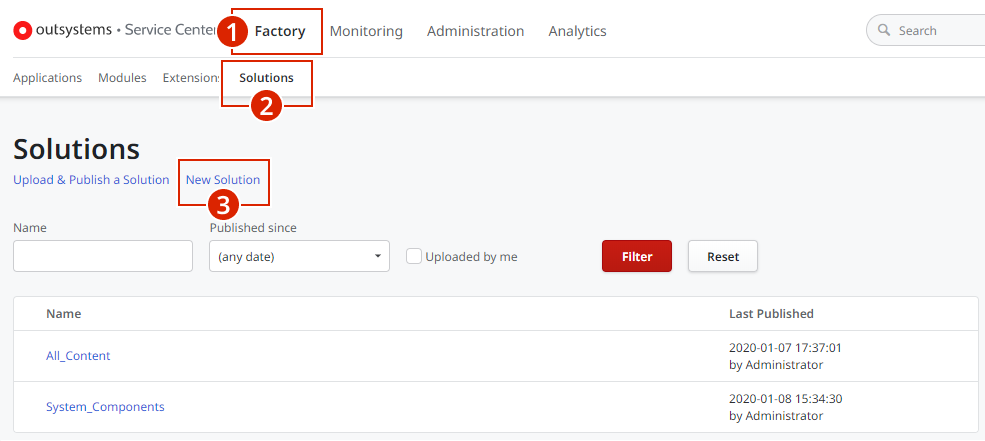 outsystems • Service Center 1 Factory Monitoring Administration Analytics Search
Applications Modules Extensions Solutions
2
Solutions
Upload & Publish a Solution New Solution
3
Name Published since
(any date) Uploaded by me Filter Reset
Name Last Published
All_Content 2020-01-07 17:37:01
by Administrator
System_Components 2020-01-08 15:34:30
by Administrator